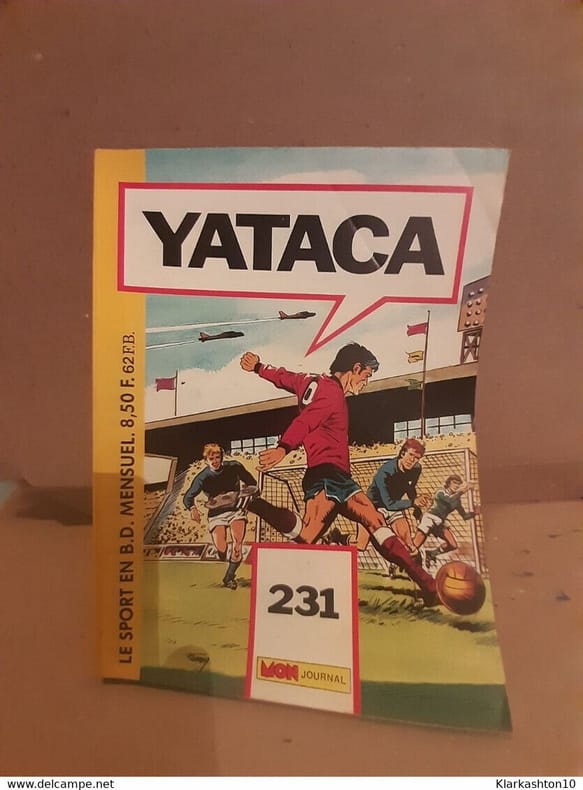 YATACA
LE SPORT EN B.D. MENSUEL. 8,50 F. 62 F.B.
231
MON JOURNAL
www.delcampe.net
Klarkashton10